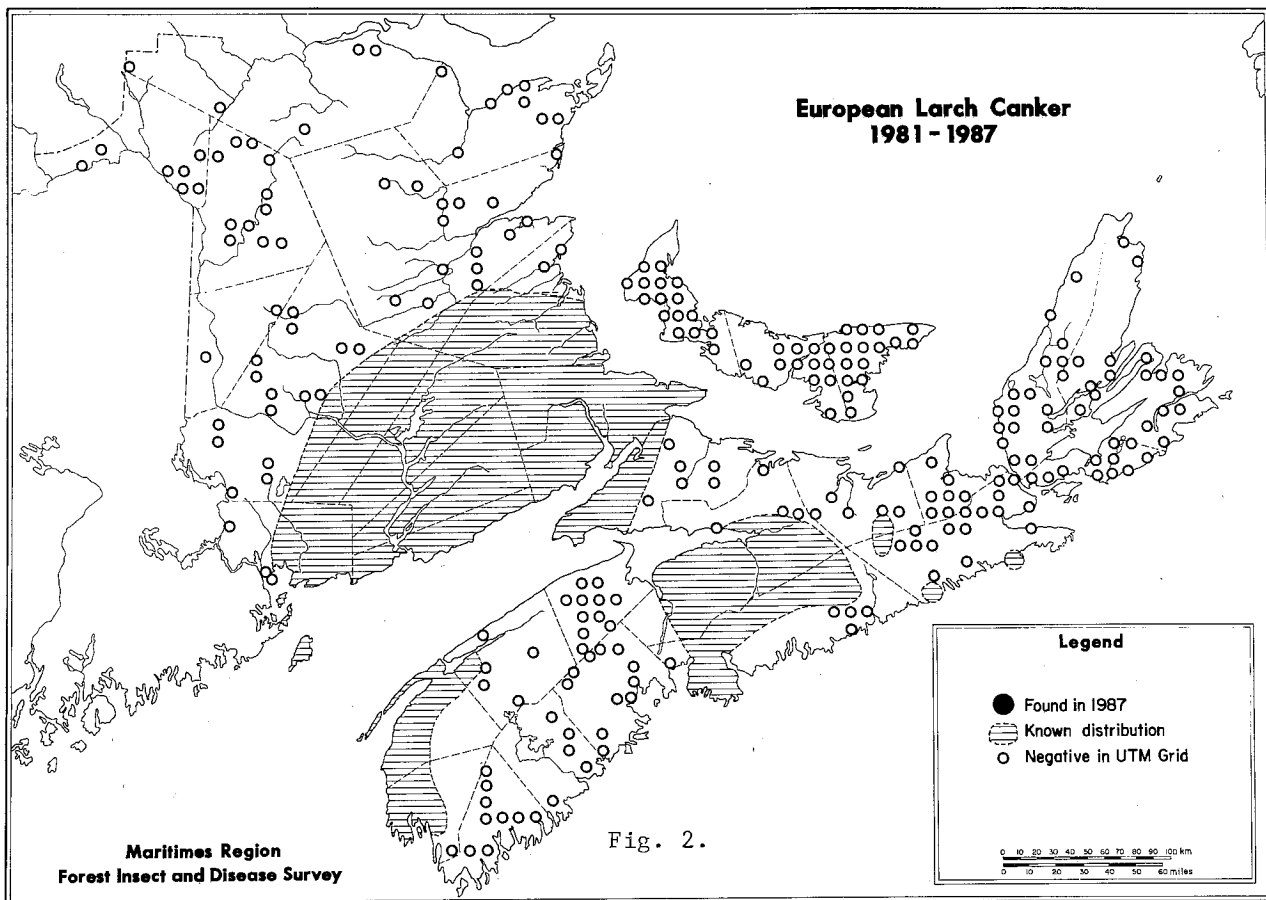 European Larch Canker
1981-1987
Legend
Found in 1987
Known distribution
Negative in UTM Grid
0 10 20 30 40 50 60 70 80 90 100 km
0 10 20 30 40 50 60 miles
Fig. 2.
Maritimes Region
Forest Insect and Disease Survey